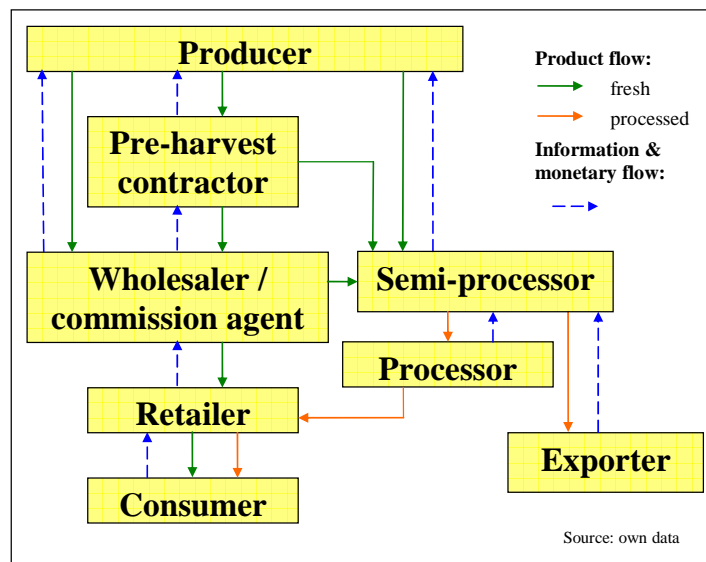 Producer
Product flow:
fresh
processed
Information &
monetary flow:
Pre-harvest
contractor
Wholesaler /
commission agent
Semi-processor
Processor
Retailer
Exporter
Consumer
Source: own data